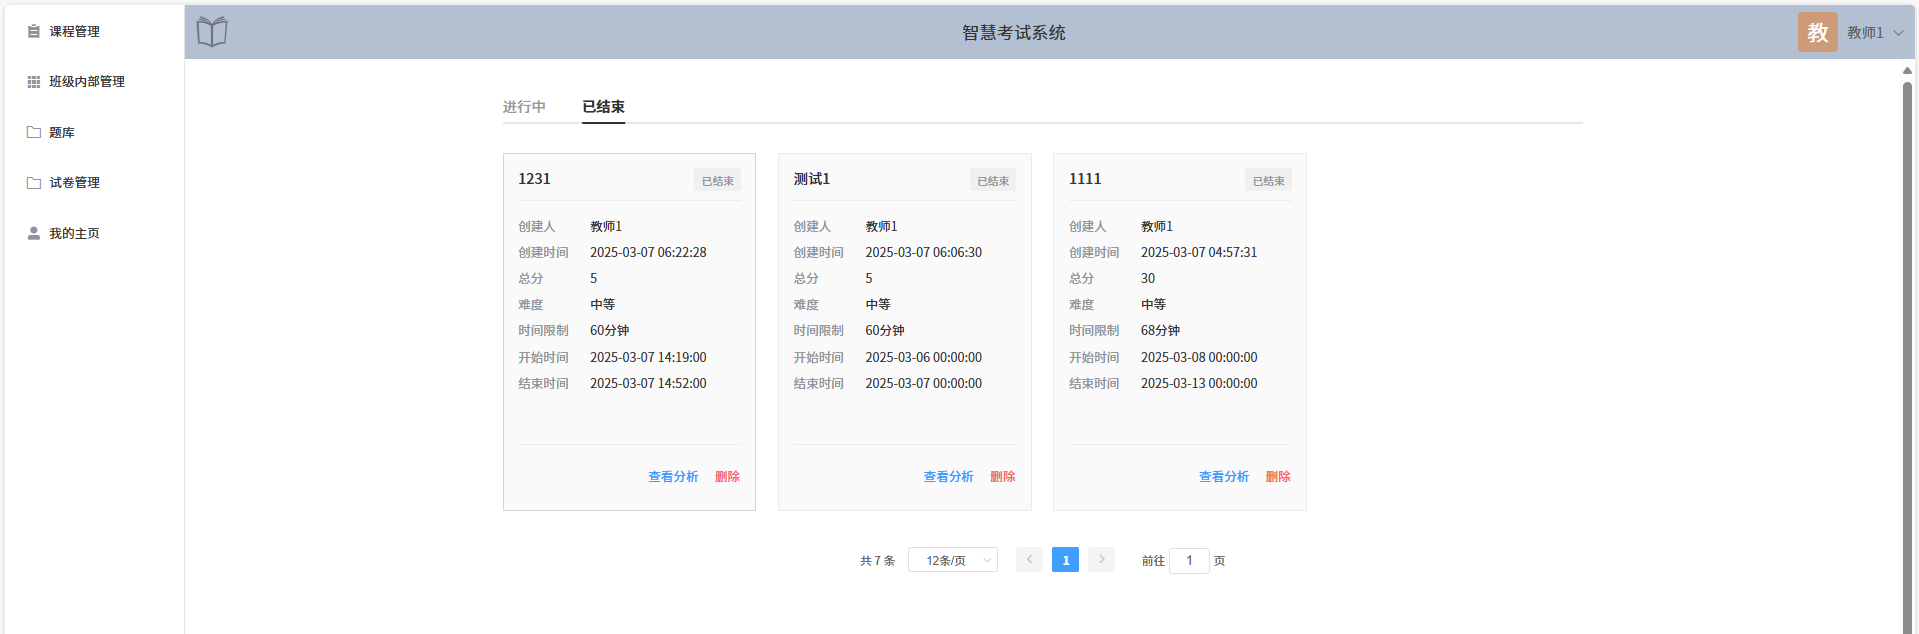 课程管理
班级内部管理
题库
试卷管理
我的主页
智慧考试系统
教 教师1
进行中 已结束
1231 已结束
创建人 教师1
创建时间 2025-03-07 06:22:28
总分 5
难度 中等
时间限制 60分钟
开始时间 2025-03-07 14:19:00
结束时间 2025-03-07 14:52:00
查看分析 删除
测试1 已结束
创建人 教师1
创建时间 2025-03-07 06:06:30
总分 5
难度 中等
时间限制 60分钟
开始时间 2025-03-06 00:00:00
结束时间 2025-03-07 00:00:00
查看分析 删除
1111 已结束
创建人 教师1
创建时间 2025-03-07 04:57:31
总分 30
难度 中等
时间限制 68分钟
开始时间 2025-03-08 00:00:00
结束时间 2025-03-13 00:00:00
查看分析 删除
共 7 条 12条/页 1 前往 1 页